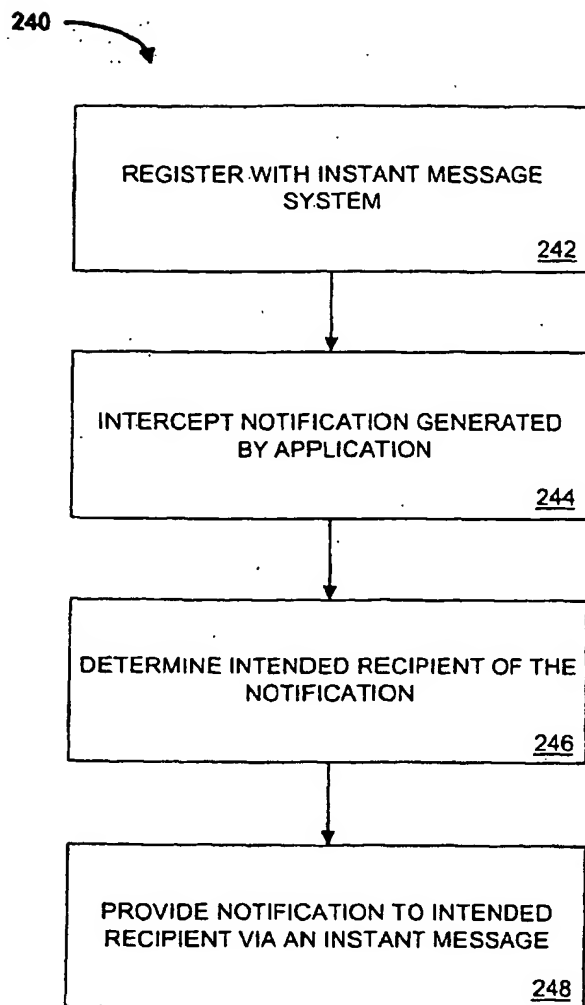 240
REGISTER WITH INSTANT MESSAGE
SYSTEM
242
INTERCEPT NOTIFICATION GENERATED
BY APPLICATION
244
DETERMINE INTENDED RECIPIENT OF THE
NOTIFICATION
246
PROVIDE NOTIFICATION TO INTENDED
RECIPIENT VIA AN INSTANT MESSAGE
248